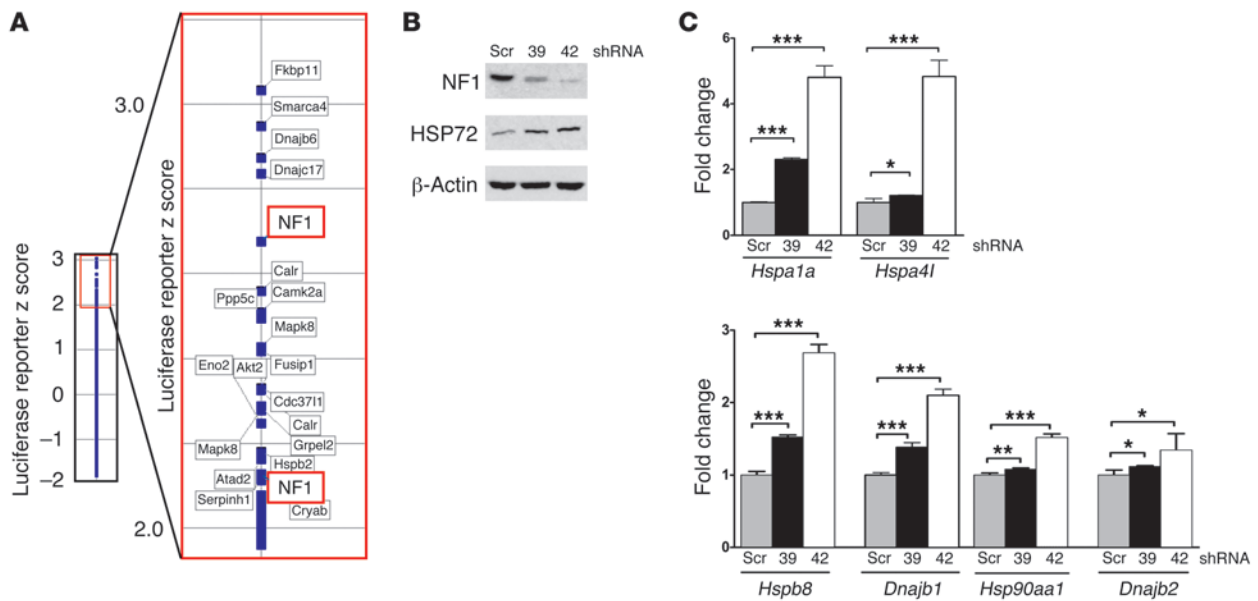 A
Luciferase reporter z score
3
2
1
0
−1
−2
3.0
2.0
Luciferase reporter z score
Fkbp11
Smarca4
Dnajb6
Dnajc17
NF1
Calr
Ppp5c
Camk2a
Mapk8
Eno2
Akt2
Fusip1
Cdc37l1
Calr
Mapk8
Grpel2
Hspb2
Atad2
NF1
Serpinh1
Cryab
B
Scr 39 42 shRNA
NF1
HSP72
β-Actin
C
Fold change
6
4
2
0
*** ***
*** *
Scr 39 42 Scr 39 42 shRNA
Hspa1a Hspa4l
Fold change
3
2
1
0
*** *** *** *
*** *** ** *
Scr 39 42 Scr 39 42 Scr 39 42 Scr 39 42 shRNA
Hspb8 Dnajb1 Hsp90aa1 Dnajb2